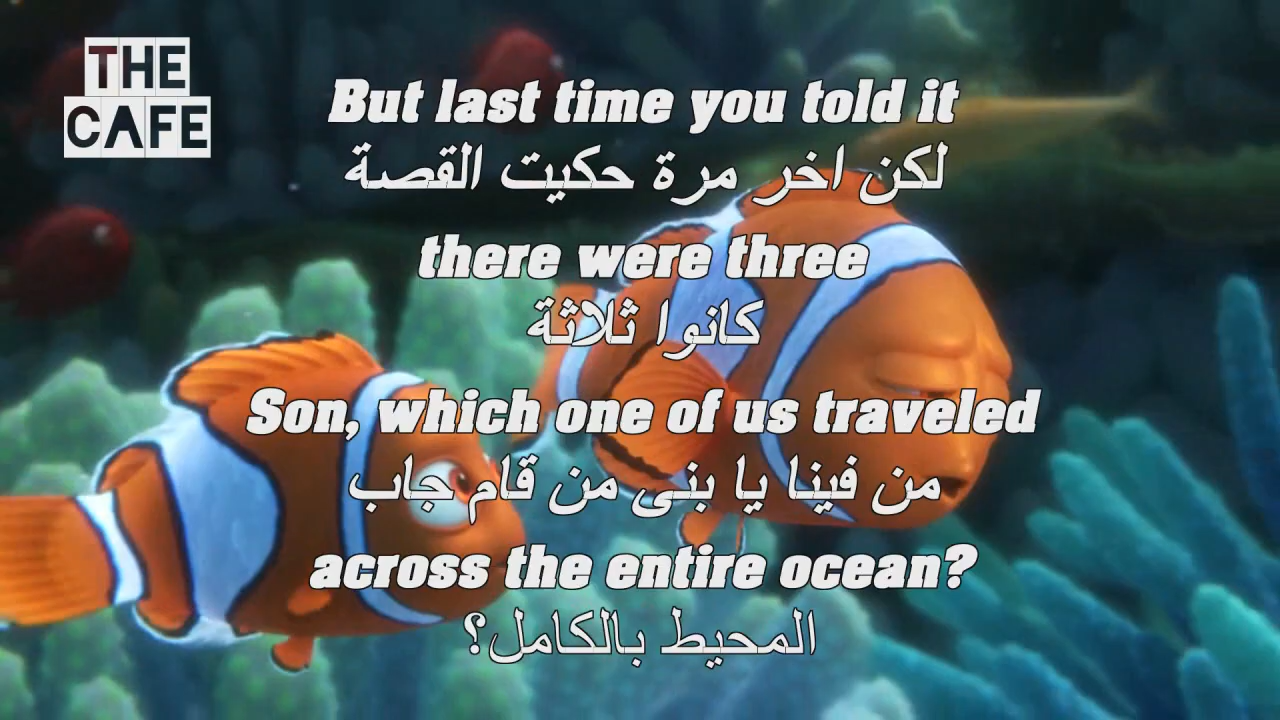 THE
CAFE
But last time you told it
لكن اخر مرة حكيت القصة
there were three
كانوا ثلاثة
Son, which one of us traveled
من فينا يا بنى من قام جاب
across the entire ocean?
المحيط بالكامل؟